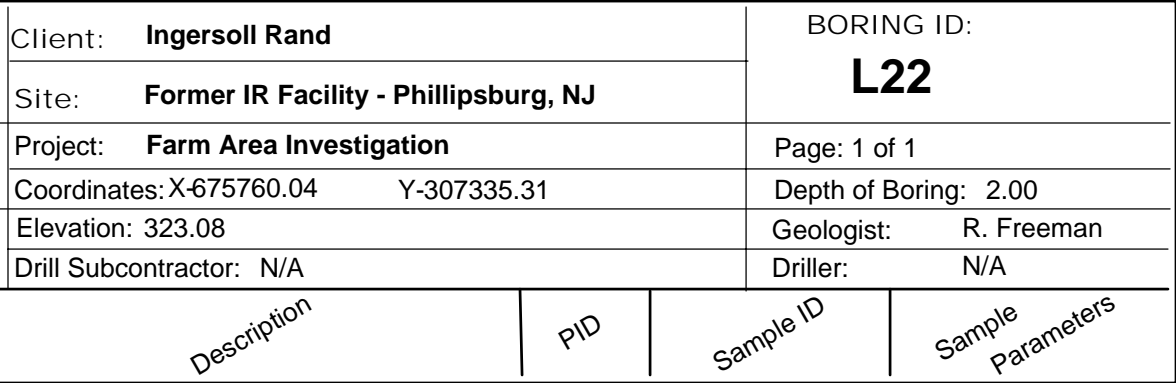 Client: Ingersoll Rand
BORING ID:
L22
Site: Former IR Facility - Phillipsburg, NJ
Project: Farm Area Investigation
Page: 1 of 1
Coordinates: X-675760.04 Y-307335.31
Depth of Boring: 2.00
Elevation: 323.08
Geologist: R. Freeman
Drill Subcontractor: N/A
Driller: N/A
Description
PID
Sample ID
Sample
Parameters